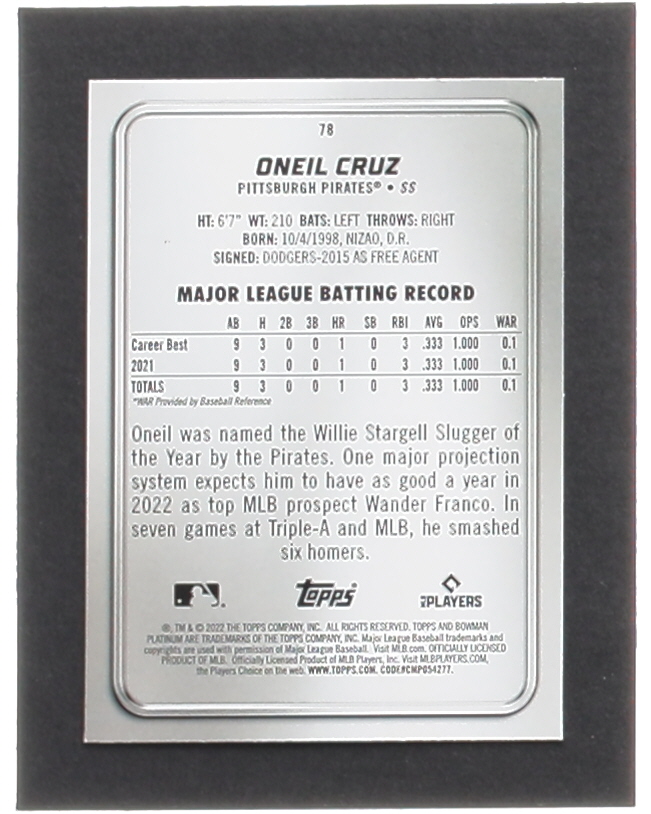 78
ONEIL CRUZ
PITTSBURGH PIRATES® • SS
HT: 6'7" WT: 210 BATS: LEFT THROWS: RIGHT
BORN: 10/4/1998, NIZAO, D.R.
SIGNED: DODGERS-2015 AS FREE AGENT
MAJOR LEAGUE BATTING RECORD
AB H 2B 3B HR SB RBI AVG OPS WAR
Career Best 9 3 0 0 1 0 3 .333 1.000 0.1
2021 9 3 0 0 1 0 3 .333 1.000 0.1
TOTALS 9 3 0 0 1 0 3 .333 1.000 0.1
*WAR Provided by Baseball Reference
Oneil was named the Willie Stargell Slugger of
the Year by the Pirates. One major projection
system expects him to have as good a year in
2022 as top MLB prospect Wander Franco. In
seven games at Triple-A and MLB, he smashed
six homers.
Topps
MLB PLAYERS
®, TM & © 2022 THE TOPPS COMPANY, INC. ALL RIGHTS RESERVED. TOPPS AND BOWMAN
PLATINUM ARE TRADEMARKS OF THE TOPPS COMPANY, INC. Major League Baseball trademarks and
copyrights are used with permission of Major League Baseball. Visit MLB.com. OFFICIALLY LICENSED
PRODUCT OF MLB. Officially Licensed Product of MLB Players, Inc. Visit MLBPLAYERS.COM,
the Players Choice on the web. WWW.TOPPS.COM. CODE#CMP054277.